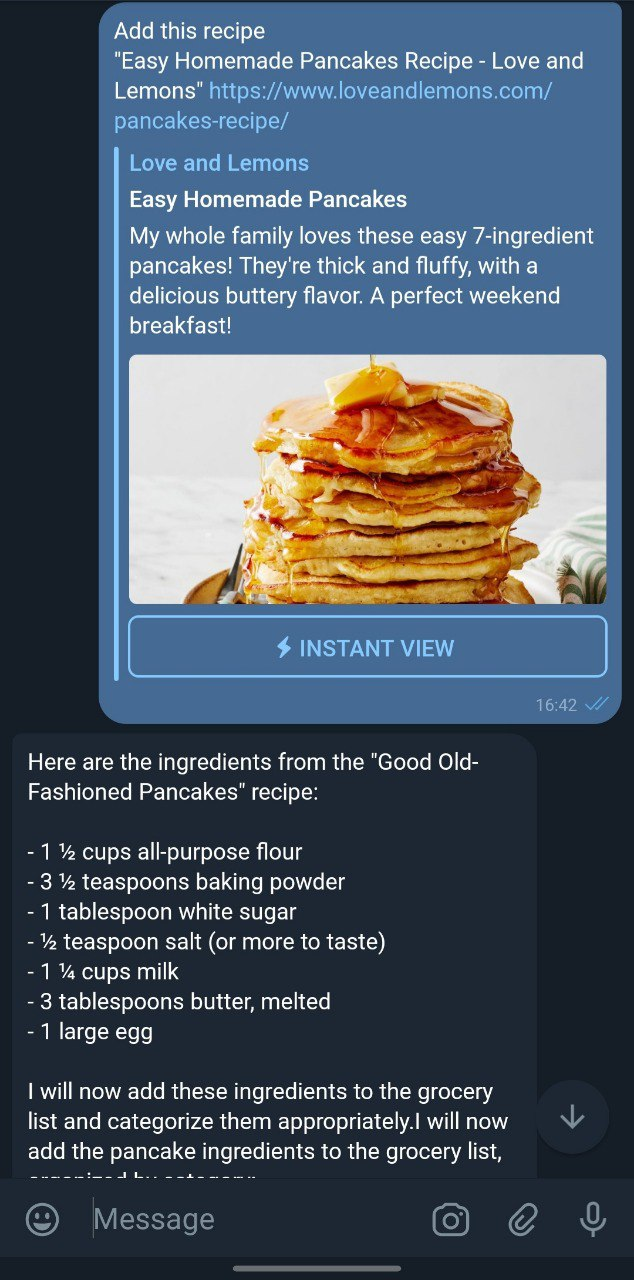 Add this recipe
"Easy Homemade Pancakes Recipe - Love and
Lemons" https://www.loveandlemons.com/
pancakes-recipe/
Love and Lemons
Easy Homemade Pancakes
My whole family loves these easy 7-ingredient
pancakes! They're thick and fluffy, with a
delicious buttery flavor. A perfect weekend
breakfast!
INSTANT VIEW
16:42
Here are the ingredients from the "Good Old-
Fashioned Pancakes" recipe:
- 1 ½ cups all-purpose flour
- 3 ½ teaspoons baking powder
- 1 tablespoon white sugar
- ½ teaspoon salt (or more to taste)
- 1 ¼ cups milk
- 3 tablespoons butter, melted
- 1 large egg
I will now add these ingredients to the grocery
list and categorize them appropriately.I will now
add the pancake ingredients to the grocery list,
organized by category:
Message